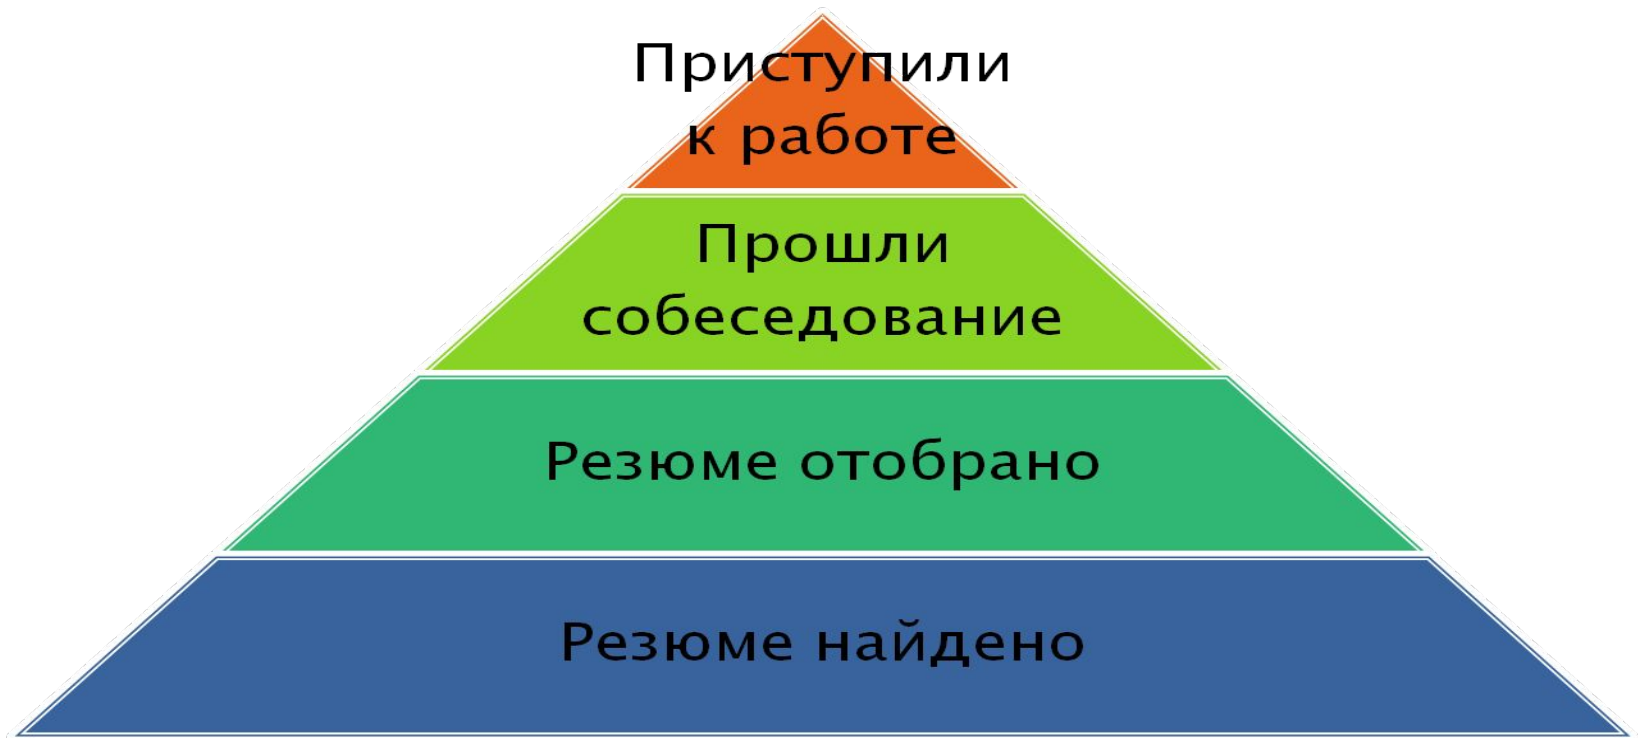 Приступили
к работе
Прошли
собеседование
Резюме отобрано
Резюме найдено